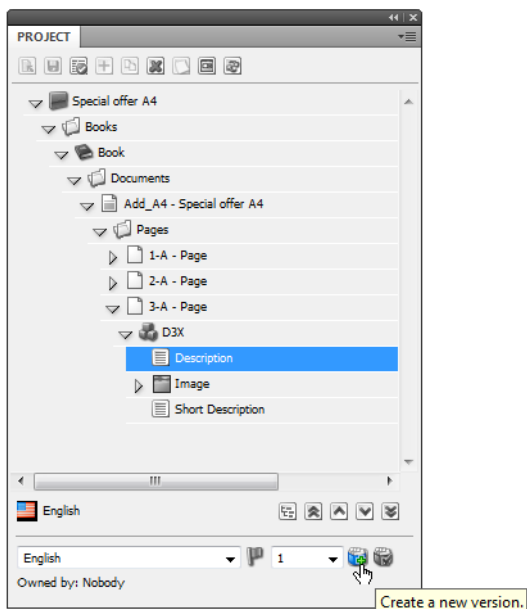 PROJECT
Special offer A4
Books
Book
Documents
Add_A4 - Special offer A4
Pages
1-A - Page
2-A - Page
3-A - Page
D3X
Description
Image
Short Description
English
English 1
Owned by: Nobody
Create a new version.